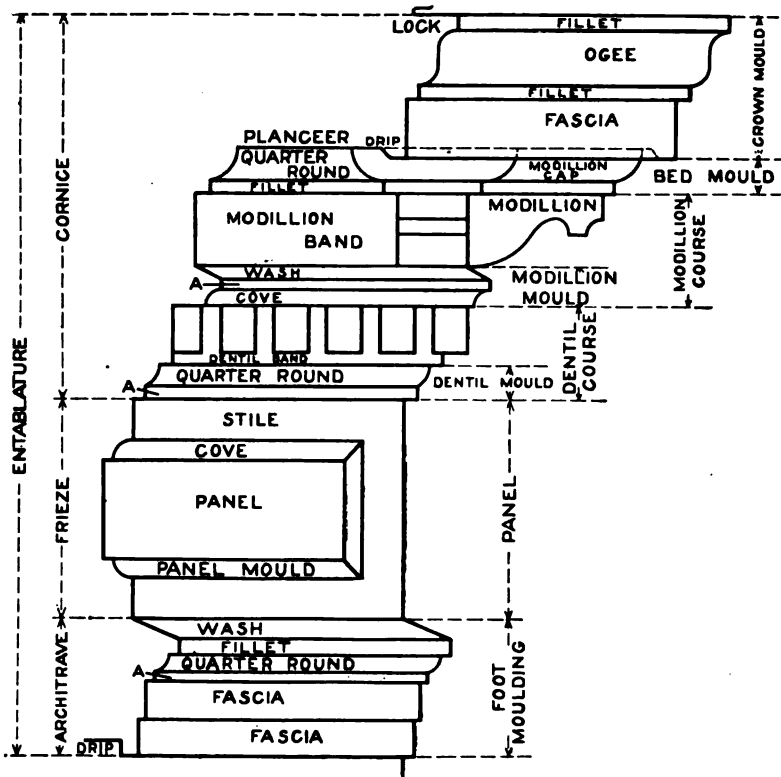 LOCK
FILLET
OGEE
FILLET
FASCIA
CROWN MOULD
PLANCEER
DRIP
QUARTER
ROUND
MODILLION
CAP
BED MOULD
FILLET
MODILLION
BAND
MODILLION
MODILLION
COURSE
WASH
A
COVE
MODILLION
MOULD
DENTIL BAND
DENTIL
COURSE
QUARTER ROUND
DENTIL MOULD
A
CORNICE
ENTABLATURE
STILE
COVE
PANEL
PANEL MOULD
PANEL
FRIEZE
WASH
FILLET
QUARTER ROUND
A
FASCIA
FASCIA
FOOT
MOULDING
ARCHITRAVE
DRIP